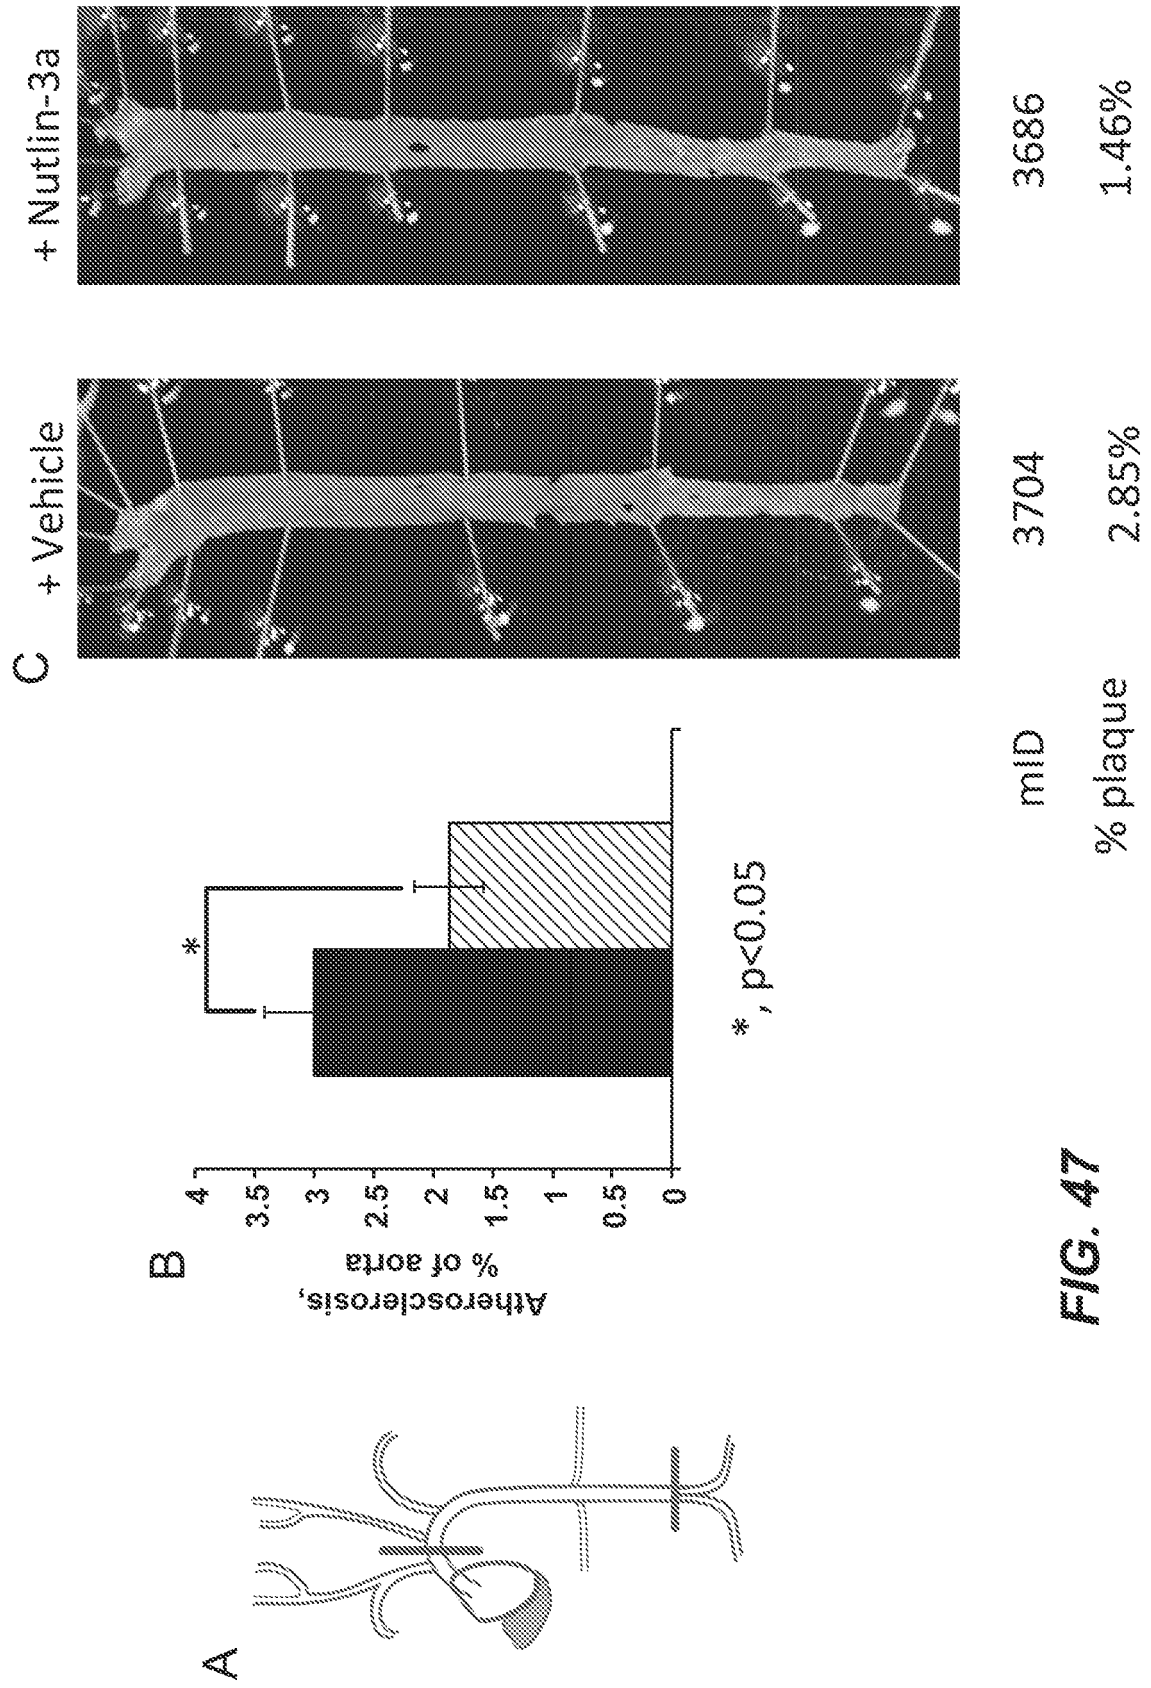 A
B
Atherosclerosis,
% of aorta
4
3.5
3
2.5
2
1.5
1
0.5
0
*
*, p<0.05
C
+ Vehicle
+ Nutlin-3a
mID 3704 3686
% plaque 2.85% 1.46%
FIG. 47